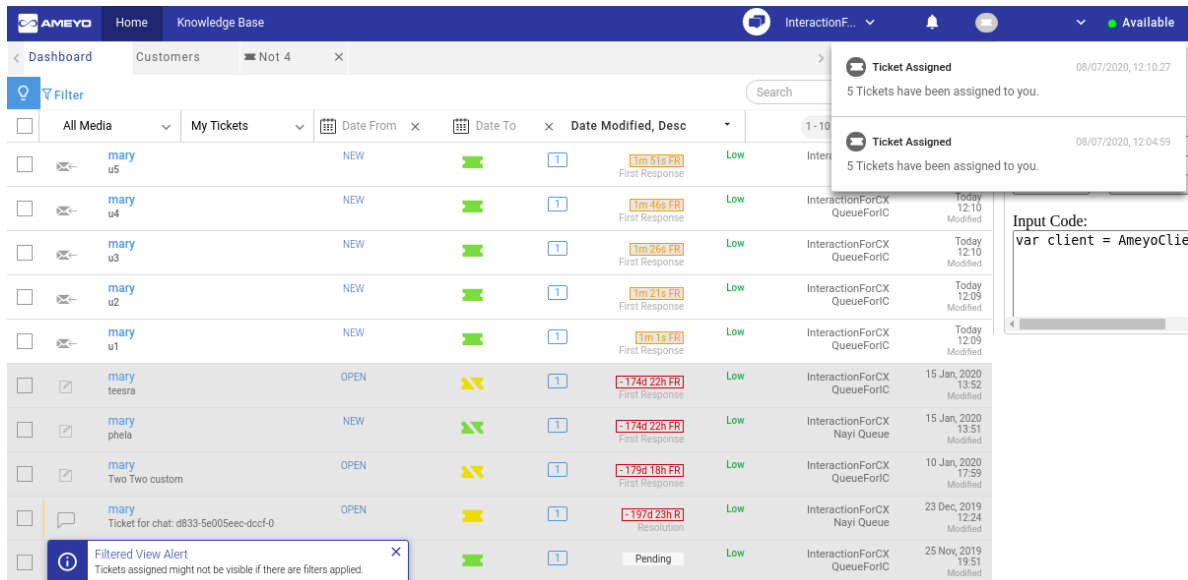 AMEYO Home Knowledge Base InteractionF... Available
Dashboard Customers Not 4
Filter
Search
All Media My Tickets Date From Date To Date Modified, Desc 1 - 10
Ticket Assigned 08/07/2020, 12:10:27
5 Tickets have been assigned to you.
Ticket Assigned 08/07/2020, 12:04:59
5 Tickets have been assigned to you.
mary NEW 1 1m 51s FR Low
u5 First Response
mary NEW 1 1m 46s FR Low InteractionForCX Today
u4 First Response QueueForIC 12:10
Modified
mary NEW 1 1m 26s FR Low InteractionForCX Today
u3 First Response QueueForIC 12:10
Modified
mary NEW 1 1m 21s FR Low InteractionForCX Today
u2 First Response QueueForIC 12:09
Modified
mary NEW 1 1m 1s FR Low InteractionForCX Today
u1 First Response QueueForIC 12:09
Modified
mary OPEN 1 - 174d 22h FR Low InteractionForCX 15 Jan, 2020
teesra First Response QueueForIC 13:52
Modified
mary NEW 1 - 174d 22h FR Low InteractionForCX 15 Jan, 2020
phela First Response Nayi Queue 13:51
Modified
mary OPEN 1 - 179d 18h FR Low InteractionForCX 10 Jan, 2020
Two Two custom First Response QueueForIC 17:59
Modified
mary OPEN 1 - 197d 23h R Low InteractionForCX 23 Dec, 2019
Ticket for chat: d833-5e005eec-dccf-0 Resolution Nayi Queue 12:24
Modified
1 Pending Low InteractionForCX 25 Nov, 2019
QueueForIC 19:51
Modified
Filtered View Alert
Tickets assigned might not be visible if there are filters applied.
Input Code:
var client = AmeyoClie